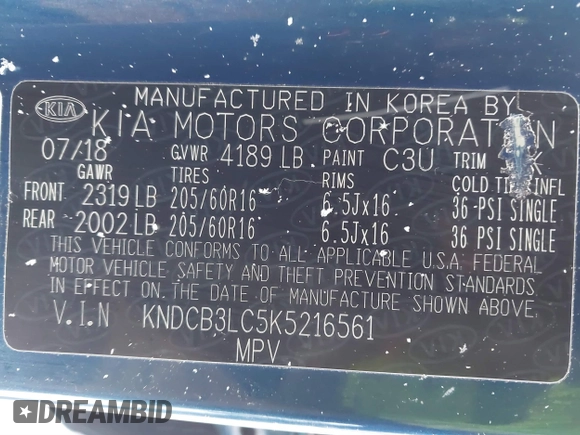 MANUFACTURED IN KOREA BY
KIA KIA MOTORS CORPORATION
07/18 GVWR 4189 LB PAINT C3U TRIM
GAWR TIRES RIMS COLD TIRE INFL
FRONT 2319 LB 205/60R16 6.5Jx16 36 PSI SINGLE
REAR 2002 LB 205/60R16 6.5Jx16 36 PSI SINGLE
THIS VEHICLE CONFORMS TO ALL APPLICABLE U.S.A. FEDERAL
MOTOR VEHICLE SAFETY AND THEFT PREVENTION STANDARDS
IN EFFECT ON THE DATE OF MANUFACTURE SHOWN ABOVE.
V.I.N KNDCB3LC5K5216561
MPV
DREAMBID